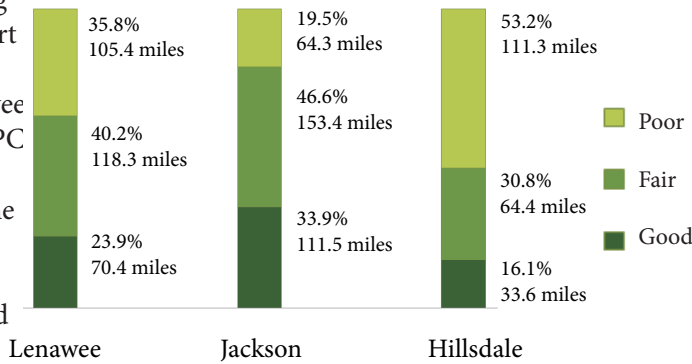 35.8%
105.4 miles
40.2%
118.3 miles
23.9%
70.4 miles
Lenawee
19.5%
64.3 miles
46.6%
153.4 miles
33.9%
111.5 miles
Jackson
53.2%
111.3 miles
30.8%
64.4 miles
16.1%
33.6 miles
Hillsdale
Poor
Fair
Good